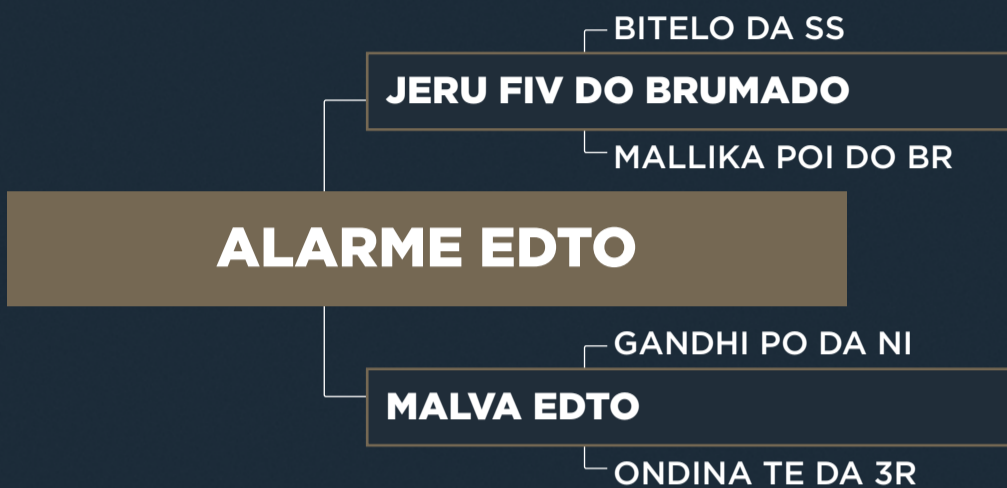 BITELO DA SS
JERU FIV DO BRUMADO
MALLIKA POI DO BR
ALARME EDTO
GANDHI PO DA NI
MALVA EDTO
ONDINA TE DA 3R